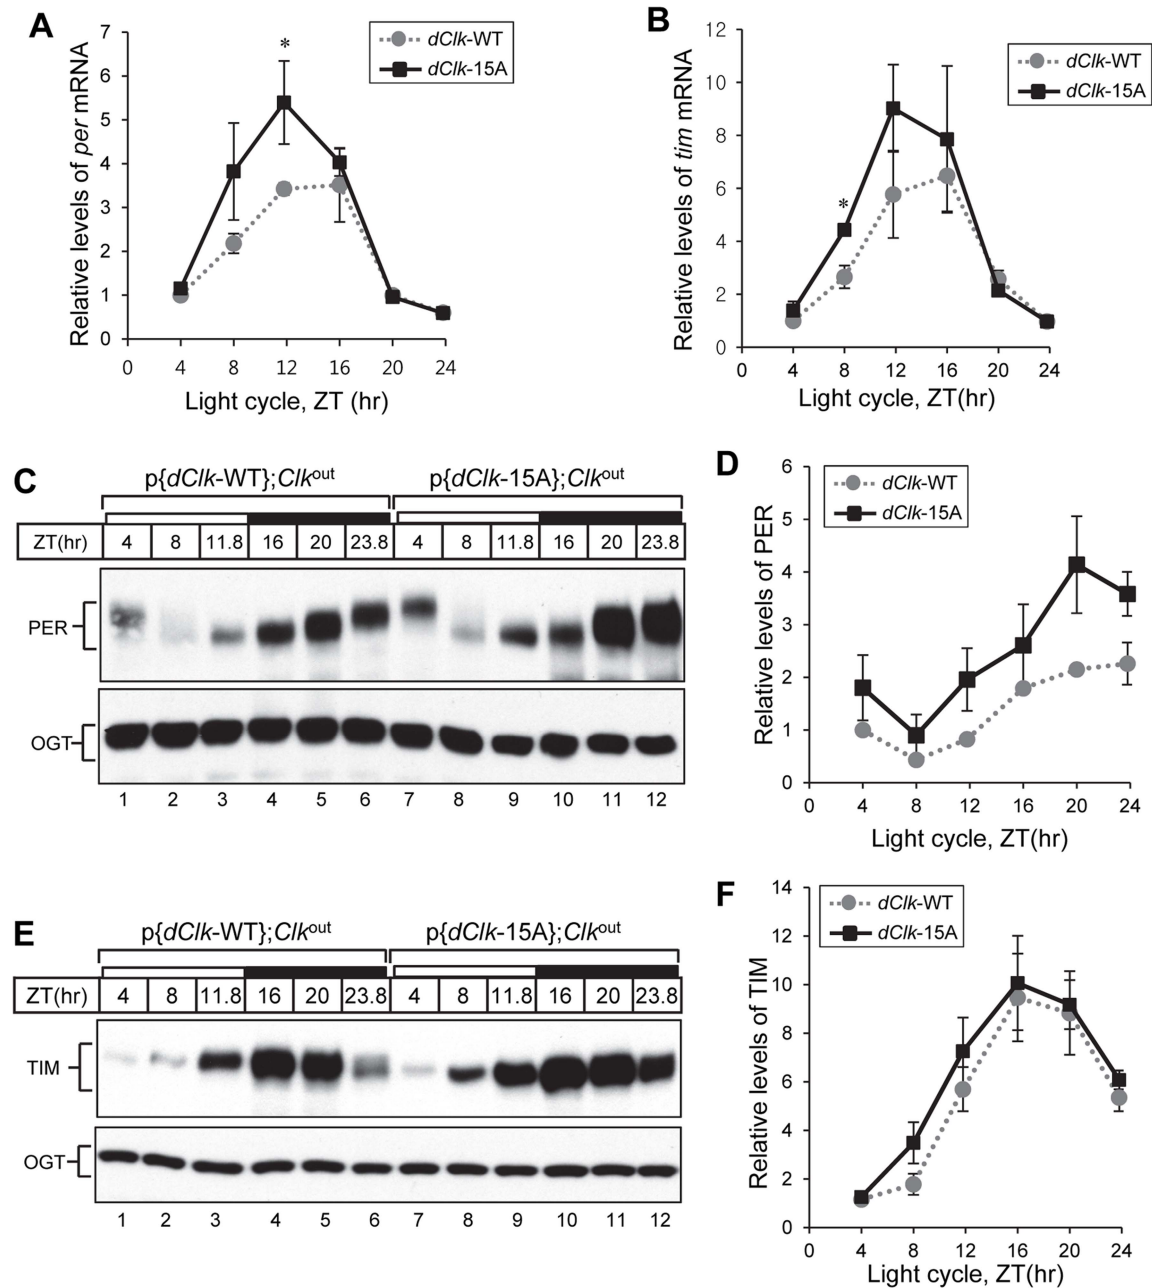 A
Relative levels of per mRNA
7
6
5
4
3
2
1
0
0 4 8 12 16 20 24
Light cycle, ZT (hr)
*
dClk-WT
dClk-15A
B
Relative levels of tim mRNA
12
10
8
6
4
2
0
0 4 8 12 16 20 24
Light cycle, ZT(hr)
*
dClk-WT
dClk-15A
C
p{dClk-WT};Clkout p{dClk-15A};Clkout
ZT(hr) 4 8 11.8 16 20 23.8 4 8 11.8 16 20 23.8
PER
OGT
1 2 3 4 5 6 7 8 9 10 11 12
D
Relative levels of PER
6
5
4
3
2
1
0
0 4 8 12 16 20 24
Light cycle, ZT(hr)
dClk-WT
dClk-15A
E
p{dClk-WT};Clkout p{dClk-15A};Clkout
ZT(hr) 4 8 11.8 16 20 23.8 4 8 11.8 16 20 23.8
TIM
OGT
1 2 3 4 5 6 7 8 9 10 11 12
F
Relative levels of TIM
14
12
10
8
6
4
2
0
0 4 8 12 16 20 24
Light cycle, ZT(hr)
dClk-WT
dClk-15A